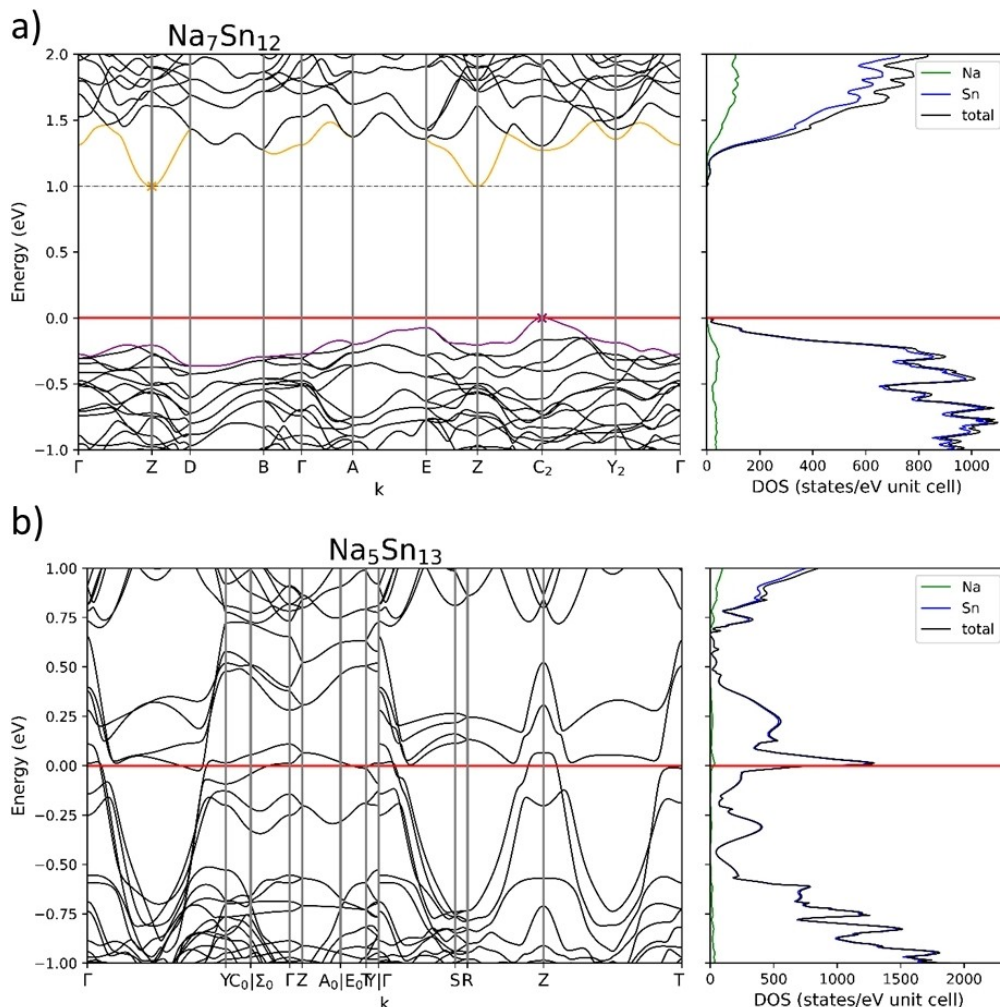 a)
Na₇Sn₁₂
2.0
1.5
1.0
0.5
0.0
−0.5
−1.0
Energy (eV)
Γ Z D B Γ A E Z C₂ Y₂ Γ
k
Na
Sn
total
0 200 400 600 800 1000
DOS (states/eV unit cell)
b)
Na₅Sn₁₃
1.00
0.75
0.50
0.25
0.00
−0.25
−0.50
−0.75
−1.00
Energy (eV)
Γ Y C₀|Σ₀ Γ Z A₀|E₀ Y|Γ S R Z T
k
Na
Sn
total
0 500 1000 1500 2000
DOS (states/eV unit cell)